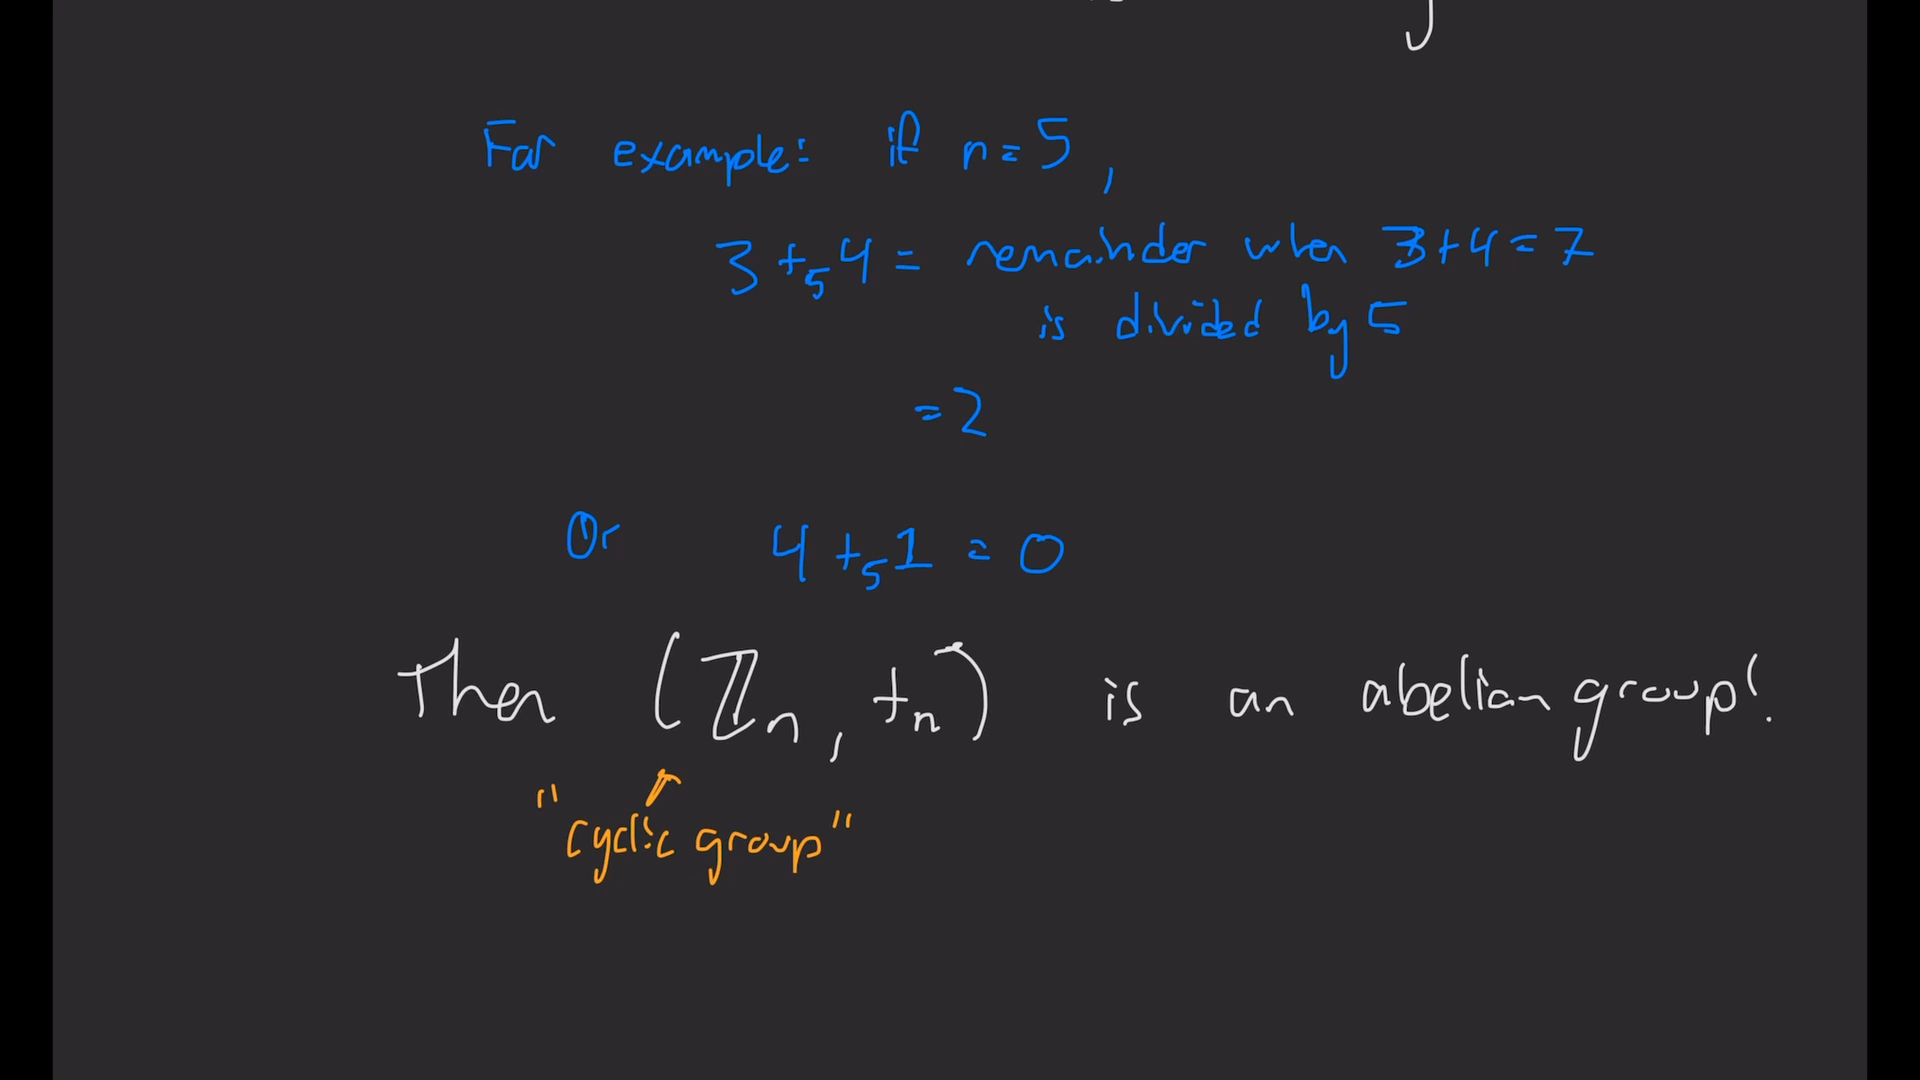 For example: if n=5,
3 +₅ 4 = remainder when 3+4=7
is divided by 5
=2
Or 4 +₅ 1 = 0
Then (ℤₙ, +ₙ) is an abelian group!
"cyclic group"